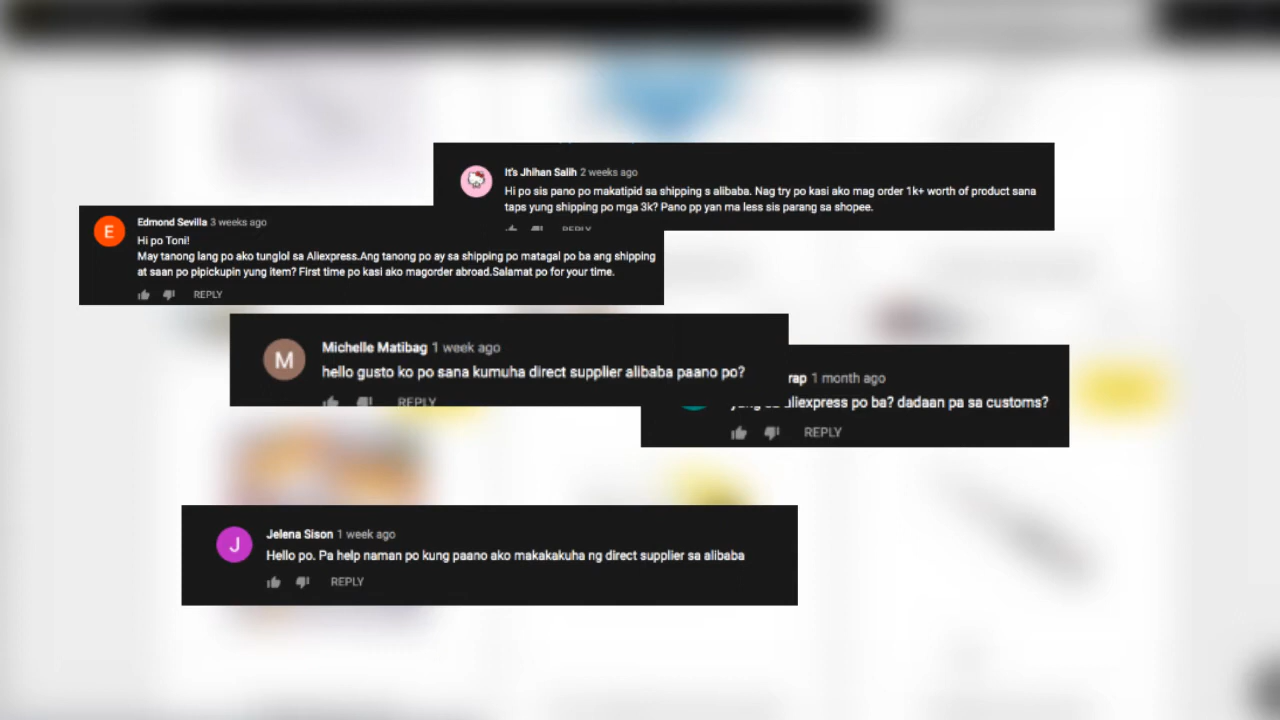 It's Jhihan Salih 2 weeks ago
Hi po sis pano po makatipid sa shipping s alibaba. Nag try po kasi ako mag order 1k+ worth of product sana
taps yung shipping po mga 3k? Pano pp yan ma less sis parang sa shopee.
REPLY
Edmond Sevilla 3 weeks ago
Hi po Toni!
May tanong lang po ako tunglol sa Aliexpress.Ang tanong po ay sa shipping po matagal po ba ang shipping
at saan po pipickupin yung item? First time po kasi ako magorder abroad.Salamat po for your time.
REPLY
Michelle Matibag 1 week ago
hello gusto ko po sana kumuha direct supplier alibaba paano po?
REPLY
rap 1 month ago
aliexpress po ba? dadaan pa sa customs?
REPLY
Jelena Sison 1 week ago
Hello po. Pa help naman po kung paano ako makakakuha ng direct supplier sa alibaba
REPLY